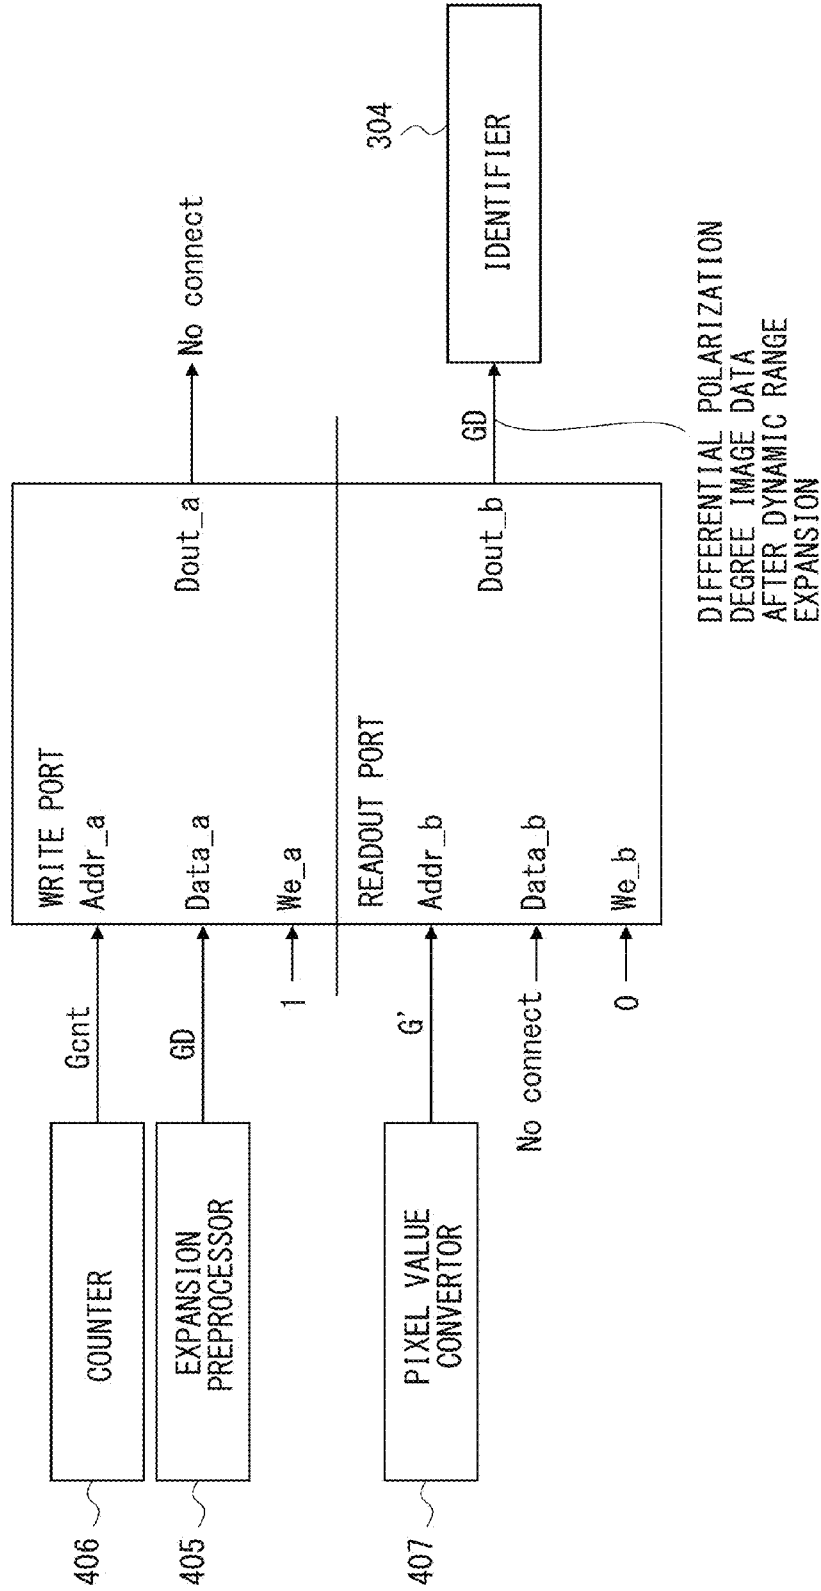 406
COUNTER
Gcnt
405
EXPANSION
PREPROCESSOR
GD
1
WRITE PORT
Addr_a
Data_a
We_a
Dout_a
No connect
407
PIXEL VALUE
CONVERTOR
G'
No connect
0
READOUT PORT
Addr_b
Data_b
We_b
Dout_b
GD
304
IDENTIFIER
DIFFERENTIAL POLARIZATION
DEGREE IMAGE DATA
AFTER DYNAMIC RANGE
EXPANSION